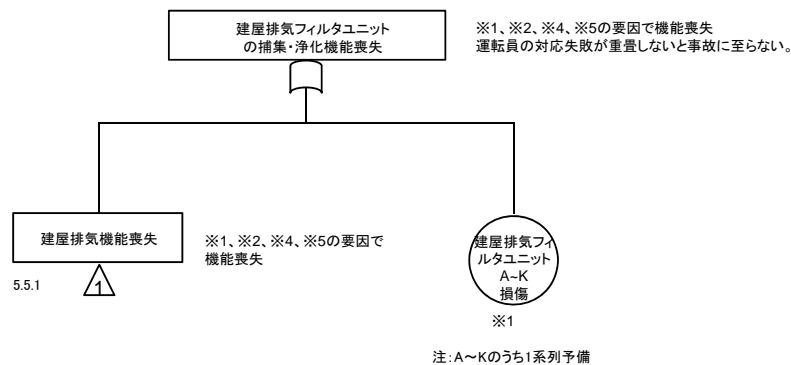 建屋排気フィルタユニット
の捕集・浄化機能喪失
※1、※2、※4、※5の要因で機能喪失
運転員の対応失敗が重畳しないと事故に至らない。
建屋排気機能喪失
※1、※2、※4、※5の要因で
機能喪失
5.5.1
1
建屋排気フィ
ルタユニット
A~K
損傷
※1
注:A~Kのうち1系列予備